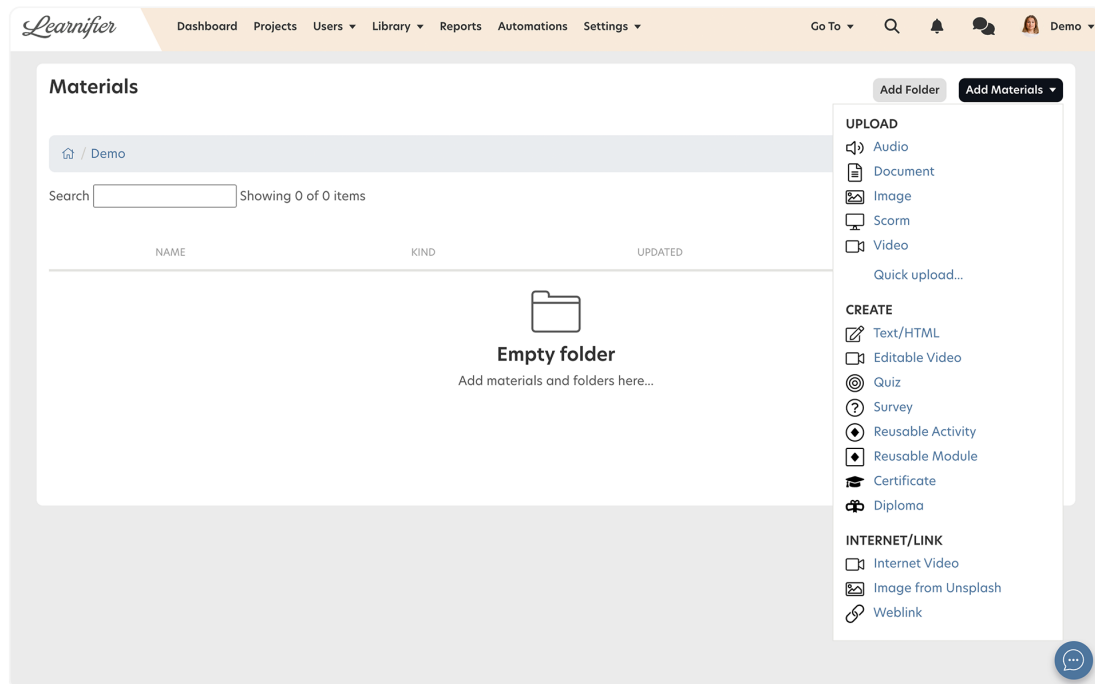 Learnifier Dashboard Projects Users Library Reports Automations Settings Go To Demo
Materials
Add Folder Add Materials
/ Demo
Search Showing 0 of 0 items
NAME KIND UPDATED
Empty folder
Add materials and folders here...
UPLOAD
Audio
Document
Image
Scorm
Video
Quick upload...
CREATE
Text/HTML
Editable Video
Quiz
Survey
Reusable Activity
Reusable Module
Certificate
Diploma
INTERNET/LINK
Internet Video
Image from Unsplash
Weblink